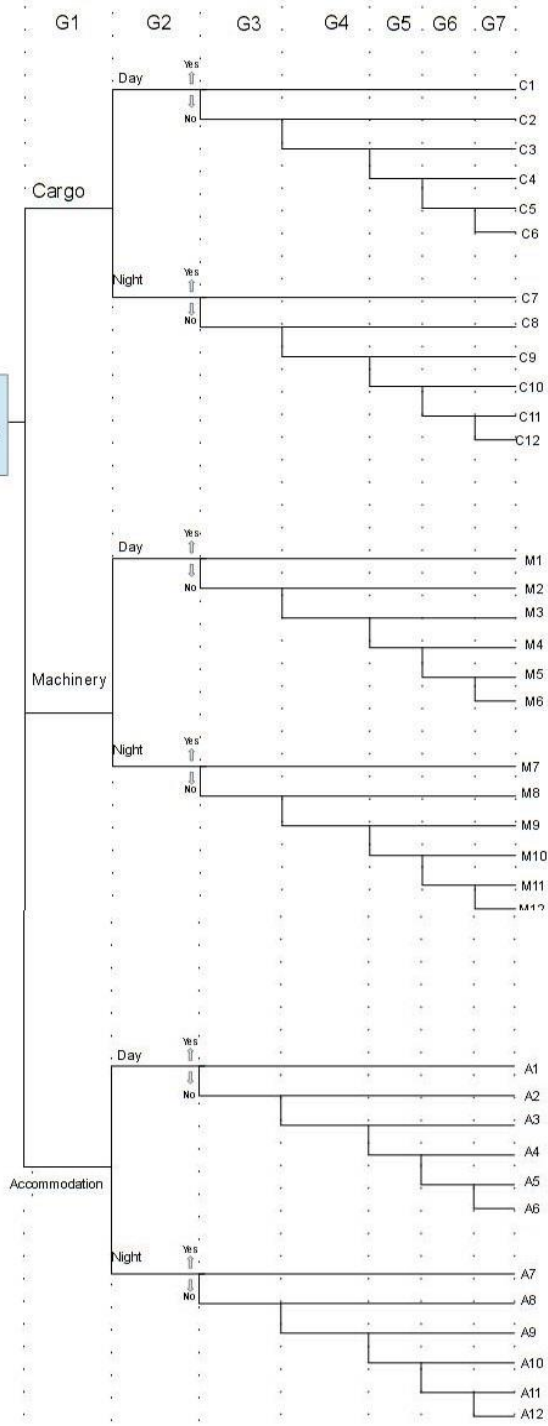 G1 G2 G3 G4 G5 G6 G7
Yes
Day
No
C1
C2
C3
C4
C5
C6
Cargo
Yes
Night
No
C7
C8
C9
C10
C11
C12
Yes
Day
No
M1
M2
M3
M4
M5
M6
Machinery
Yes
Night
No
M7
M8
M9
M10
M11
M12
Yes
Day
No
A1
A2
A3
A4
A5
A6
Accommodation
Yes
Night
No
A7
A8
A9
A10
A11
A12